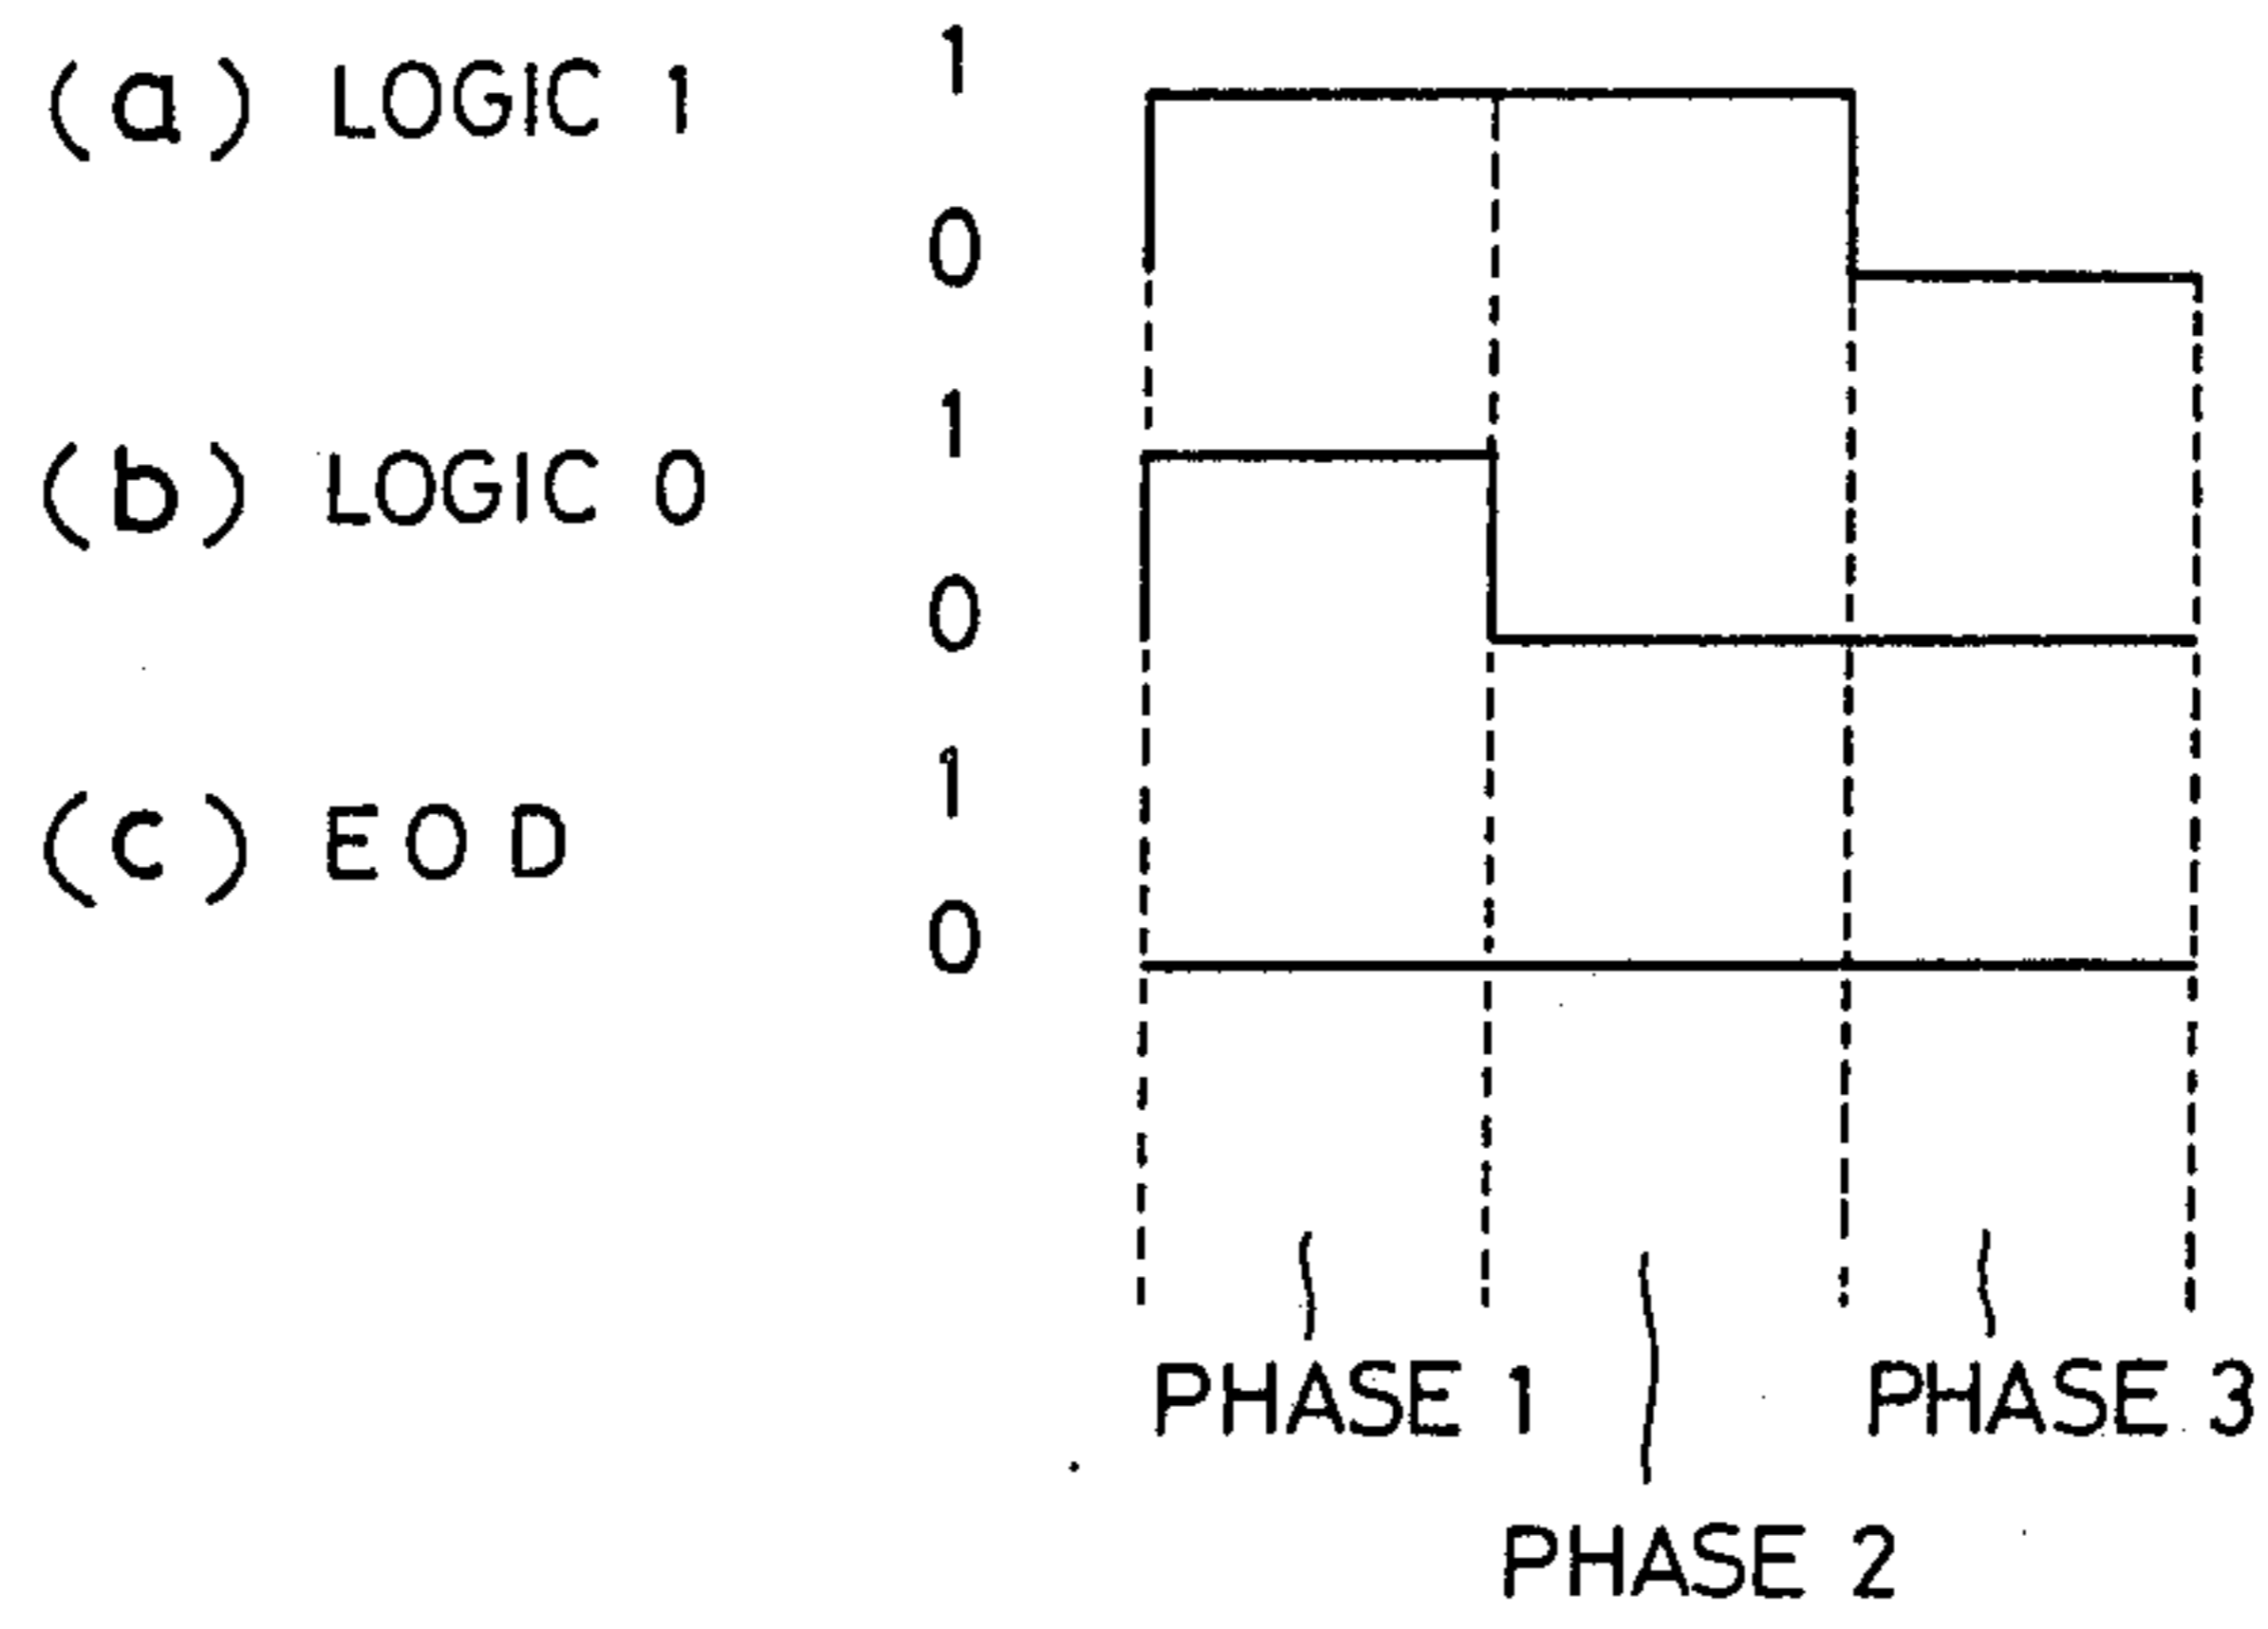 (a) LOGIC 1
1
0
(b) LOGIC 0
1
0
(c) EOD
1
0
PHASE 1
PHASE 3
PHASE 2